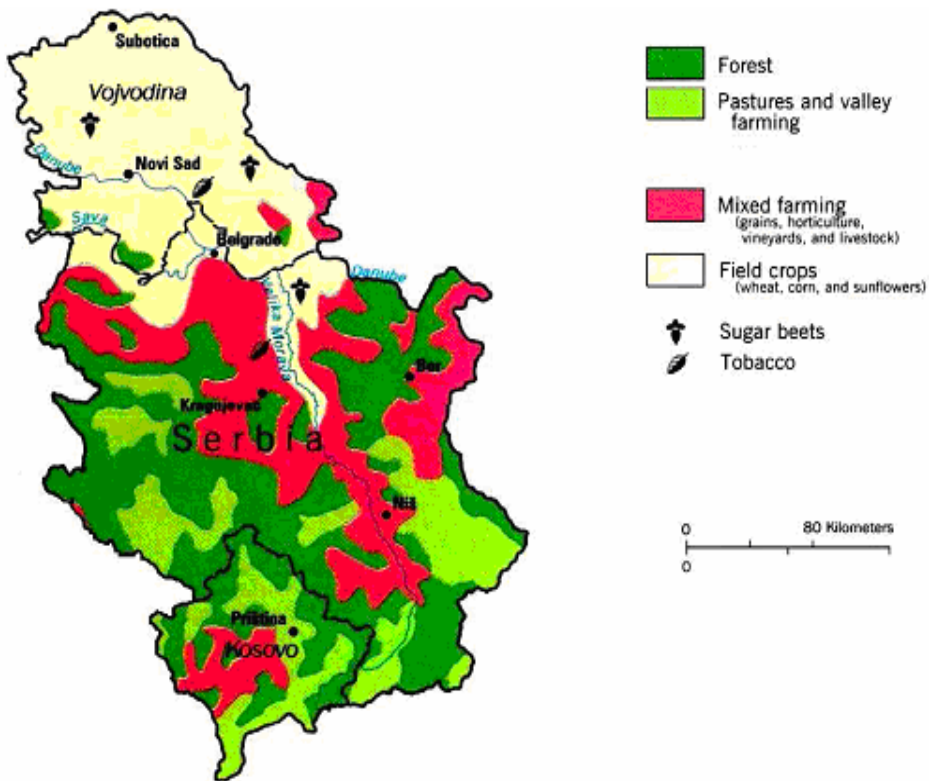 Subotica
Vojvodina
Danube
Novi Sad
Sava
Belgrade
Danube
Velika Morava
Bor
Kragujevac
Serbia
Niš
Priština
Kosovo
Forest
Pastures and valley
farming
Mixed farming
(grains, horticulture,
vineyards, and livestock)
Field crops
(wheat, corn, and sunflowers)
Sugar beets
Tobacco
0 80 Kilometers
0